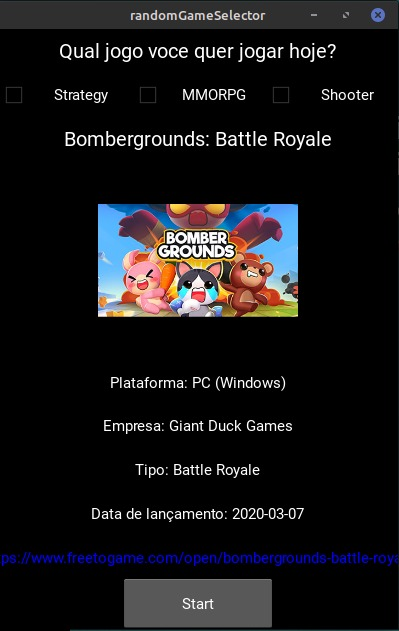 randomGameSelector
Qual jogo voce quer jogar hoje?
Strategy MMORPG Shooter
Bombergrounds: Battle Royale
BOMBER
GROUNDS
Plataforma: PC (Windows)
Empresa: Giant Duck Games
Tipo: Battle Royale
Data de lançamento: 2020-03-07
ps://www.freetogame.com/open/bombergrounds-battle-roya
Start